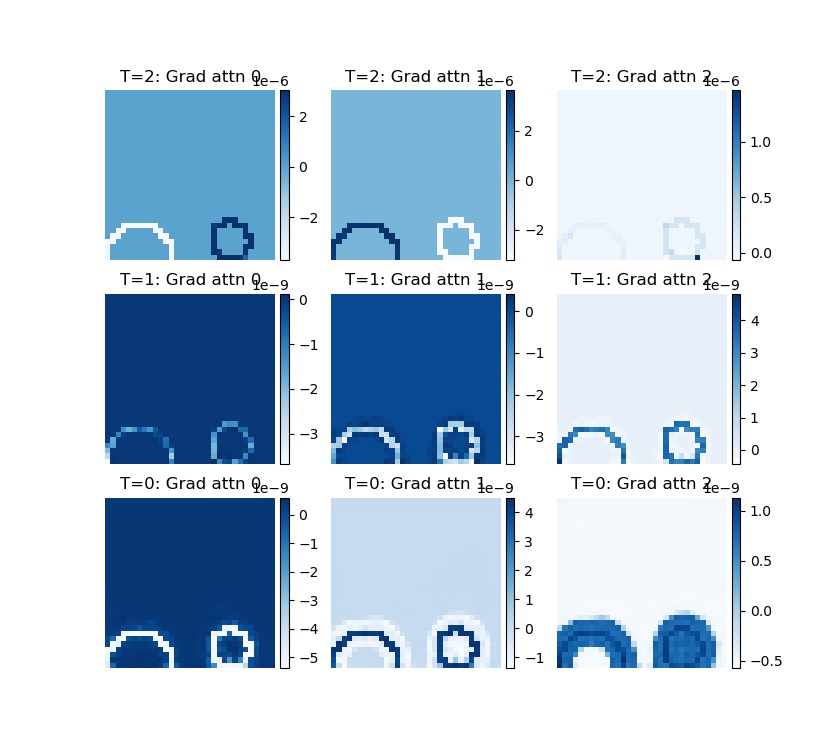 T=2: Grad attn 0
1e−6
2
0
−2
T=2: Grad attn 1
1e−6
2
0
−2
T=2: Grad attn 2
1e−6
1.0
0.5
0.0
T=1: Grad attn 0
1e−9
0
−1
−2
−3
T=1: Grad attn 1
1e−9
0
−1
−2
−3
T=1: Grad attn 2
1e−9
4
3
2
1
0
T=0: Grad attn 0
1e−9
0
−1
−2
−3
−4
−5
T=0: Grad attn 1
1e−9
4
3
2
1
0
−1
T=0: Grad attn 2
1e−9
1.0
0.5
0.0
−0.5